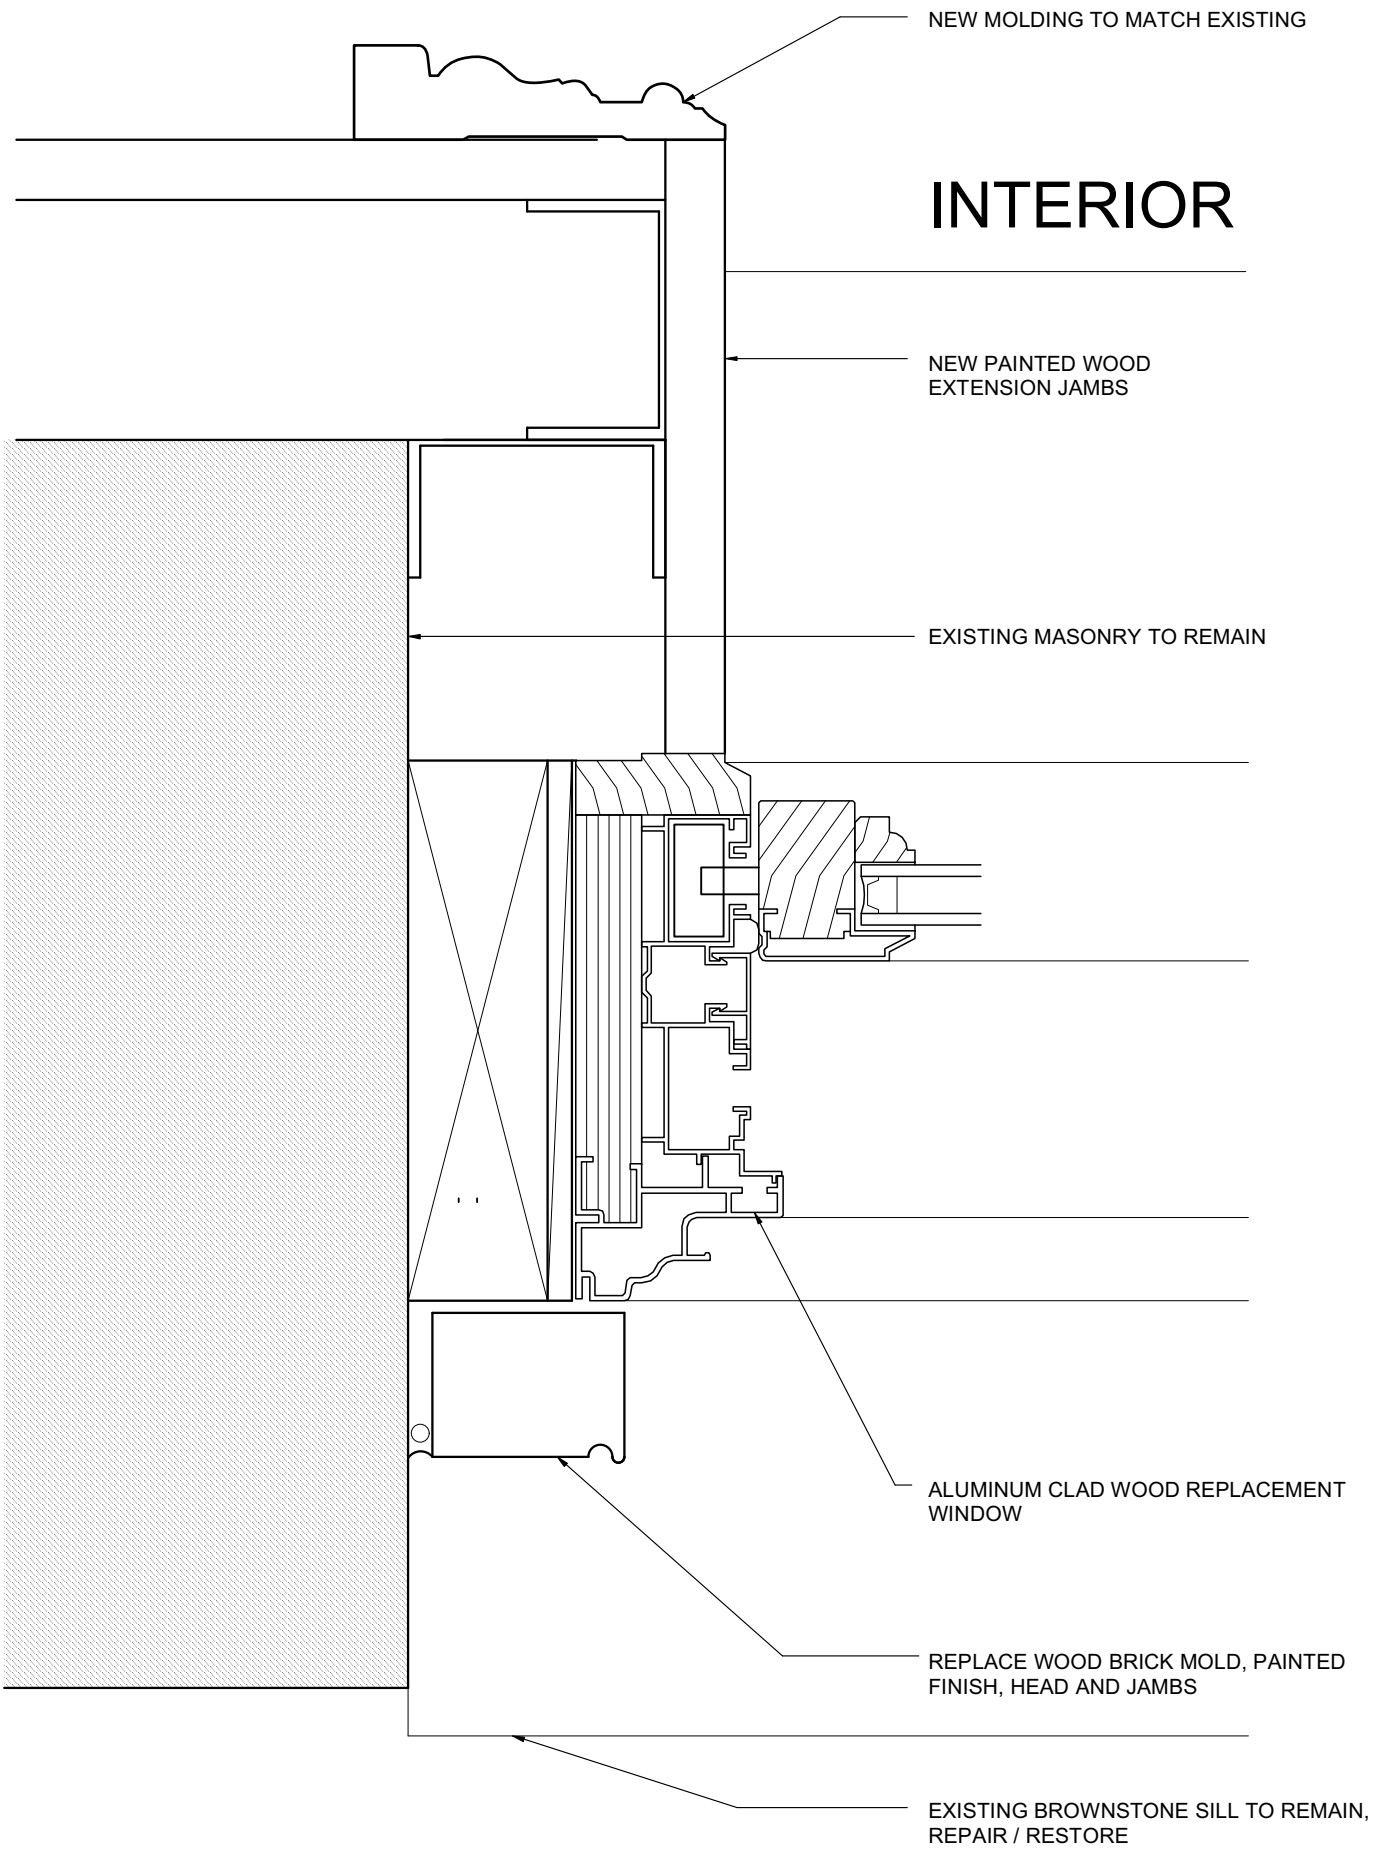 NEW MOLDING TO MATCH EXISTING
INTERIOR
NEW PAINTED WOOD
EXTENSION JAMBS
EXISTING MASONRY TO REMAIN
ALUMINUM CLAD WOOD REPLACEMENT
WINDOW
REPLACE WOOD BRICK MOLD, PAINTED
FINISH, HEAD AND JAMBS
EXISTING BROWNSTONE SILL TO REMAIN,
REPAIR / RESTORE